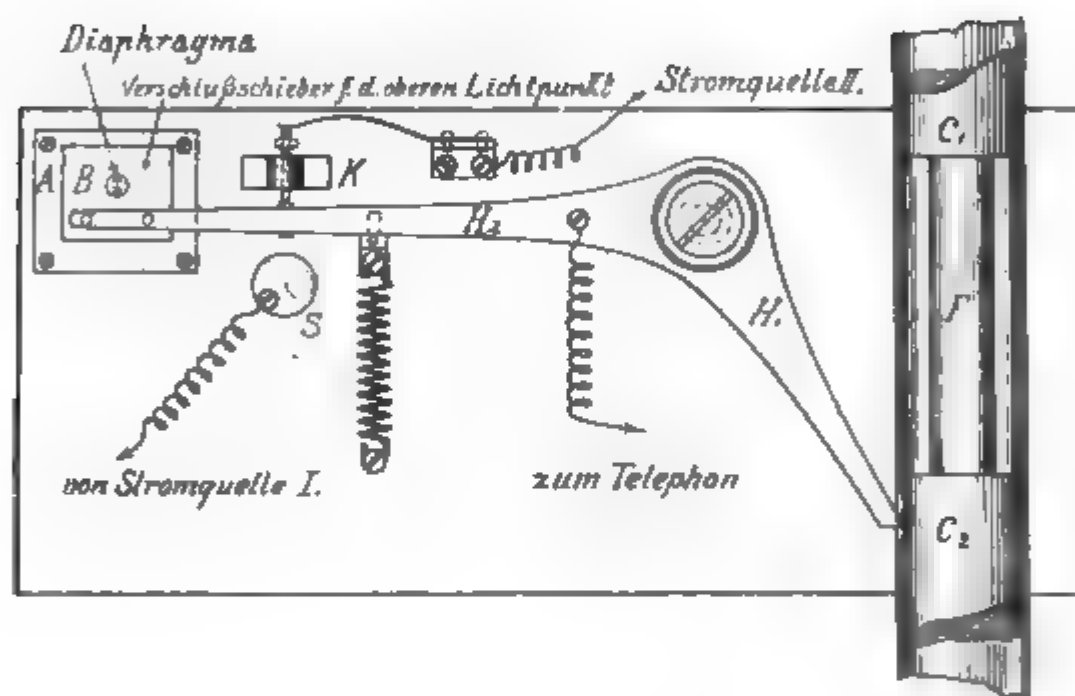 Diaphragma
Verschlußschieber f. d. oberen Lichtpunkt
Stromquelle II.
C₁
A B
K
H₂
H.
S
von Stromquelle I.
zum Telephon
C₂